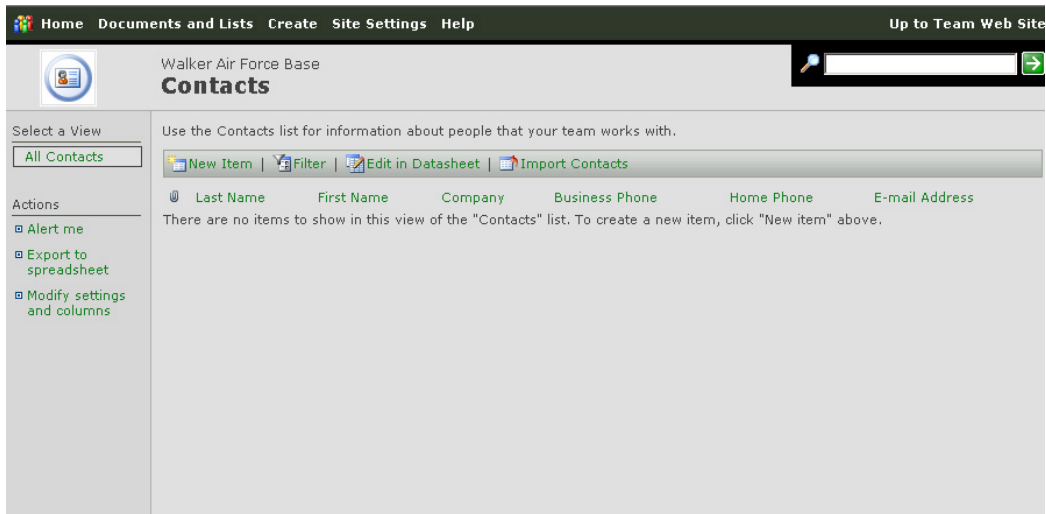 Home Documents and Lists Create Site Settings Help Up to Team Web Site
Walker Air Force Base
Contacts
Select a View
All Contacts
Actions
Alert me
Export to
spreadsheet
Modify settings
and columns
Use the Contacts list for information about people that your team works with.
New Item | Filter | Edit in Datasheet | Import Contacts
Last Name First Name Company Business Phone Home Phone E-mail Address
There are no items to show in this view of the "Contacts" list. To create a new item, click "New item" above.